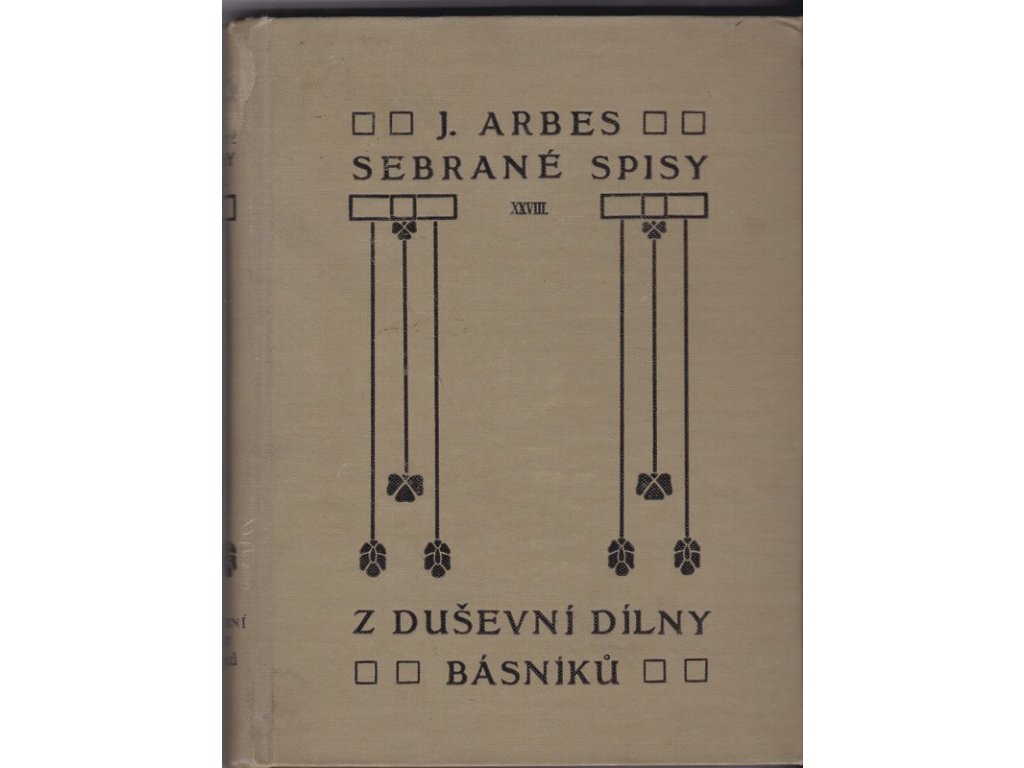 J. ARBES
SEBRANÉ SPISY
XXVIII.
Z DUŠEVNÍ DÍLNY
BÁSNÍKŮ